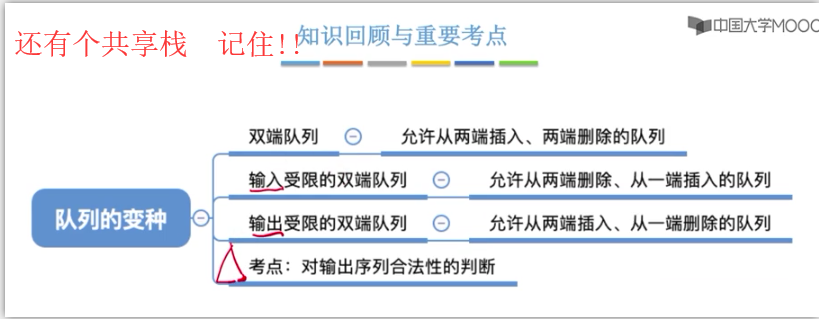 还有个共享栈 记住!!
知识回顾与重要考点
中国大学MOOC
队列的变种
双端队列 允许从两端插入、两端删除的队列
输入受限的双端队列 允许从两端删除、从一端插入的队列
输出受限的双端队列 允许从两端插入、从一端删除的队列
考点：对输出序列合法性的判断